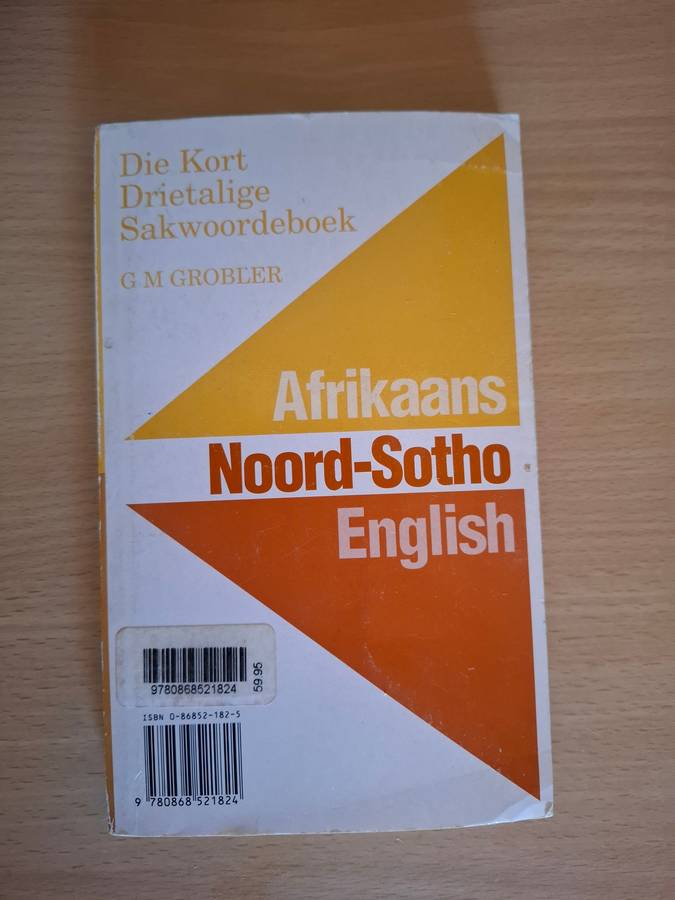 Die Kort
Drietalige
Sakwoordeboek
G M GROBLER
Afrikaans
Noord-Sotho
English
9780868521824
59.95
ISBN 0-86852-182-5
9 780868 521824